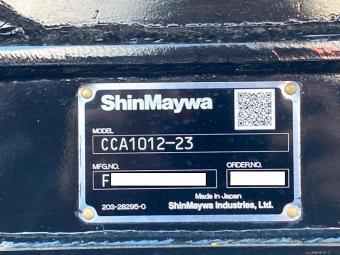 ShinMaywa
MODEL
CCA1012-23
MFG.NO. ORDER.NO.
F
Made in Japan
203-28295-0 ShinMaywa Industries, Ltd.